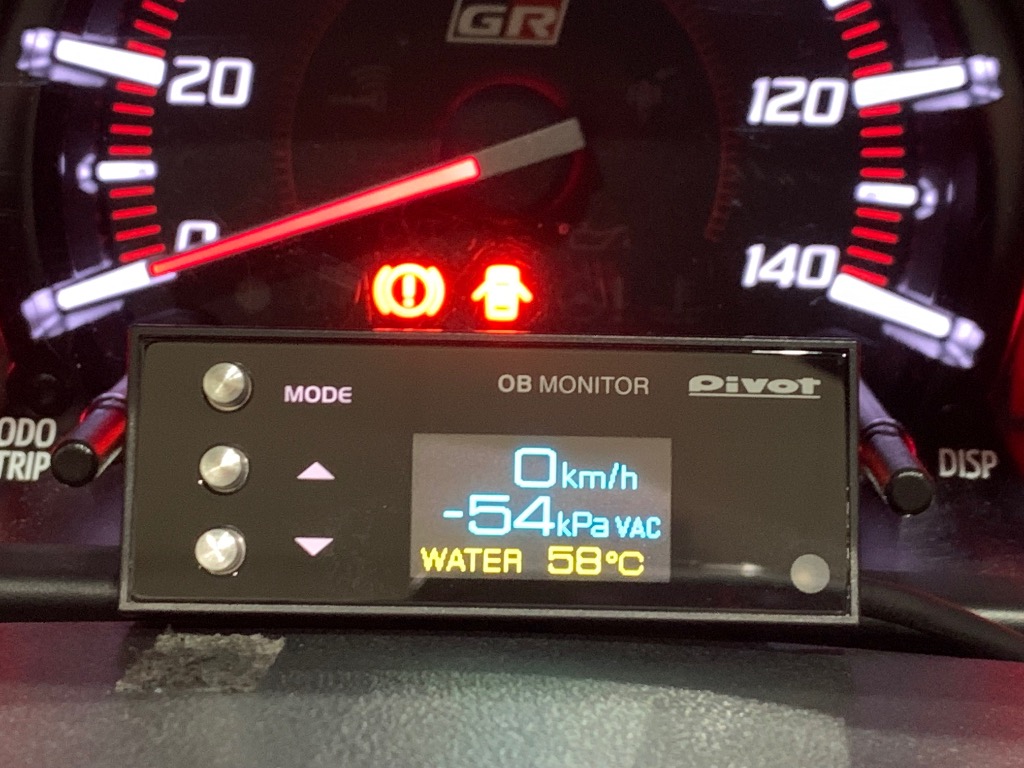 GR
20
120
0
140
MODE
OB MONITOR
Pivot
ODO
TRIP
DISP
0km/h
-54kPa VAC
WATER 58°C